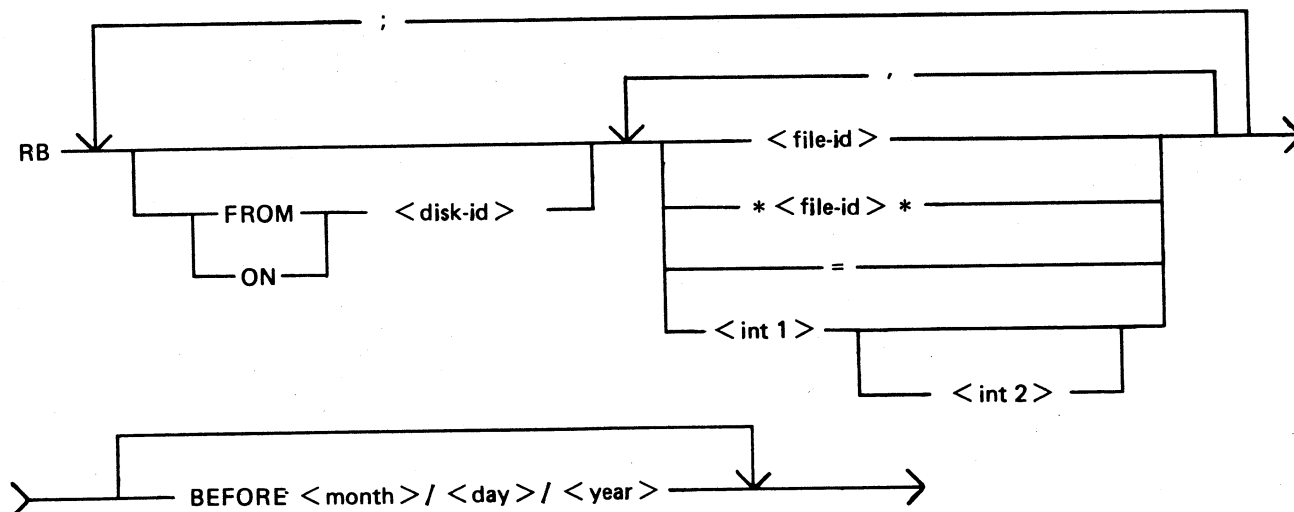 ;
,
RB <file-id>
FROM <disk-id> * <file-id> *
ON =
<int 1>
<int 2>
BEFORE <month>/ <day>/ <year>